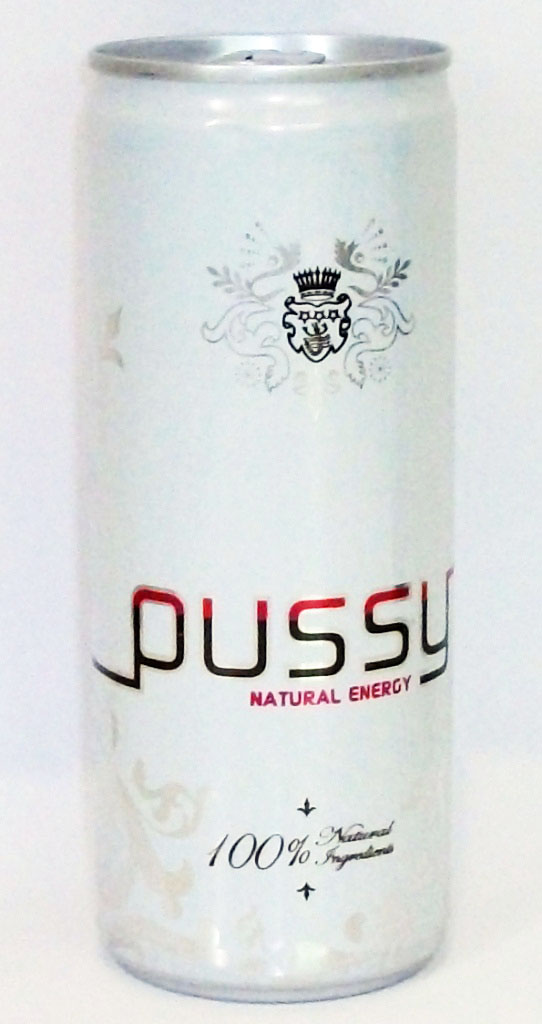 pussy
NATURAL ENERGY
100% Natural
Ingredients